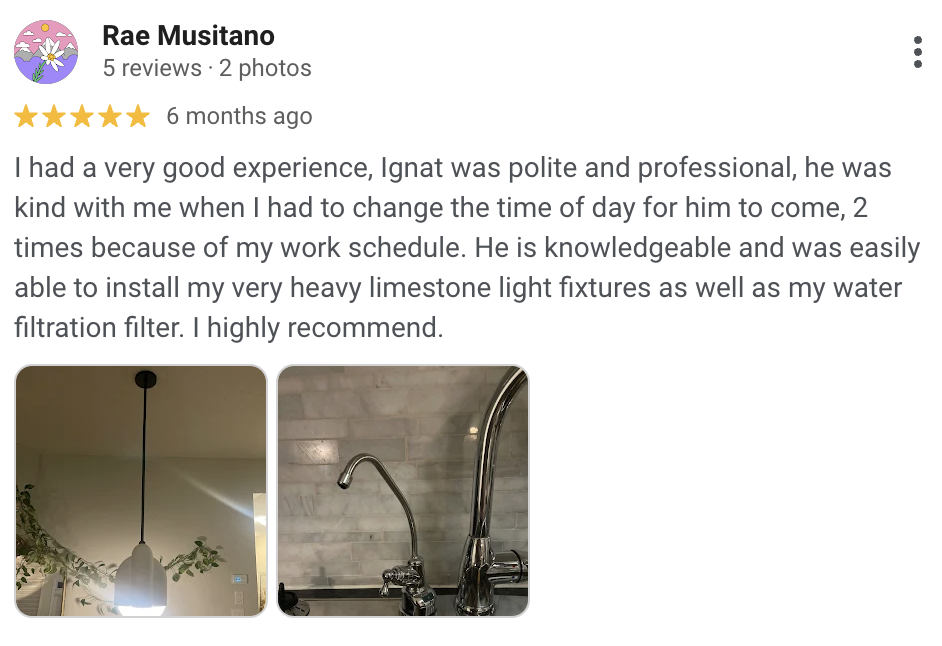 Rae Musitano
5 reviews · 2 photos
6 months ago
I had a very good experience, Ignat was polite and professional, he was
kind with me when I had to change the time of day for him to come, 2
times because of my work schedule. He is knowledgeable and was easily
able to install my very heavy limestone light fixtures as well as my water
filtration filter. I highly recommend.